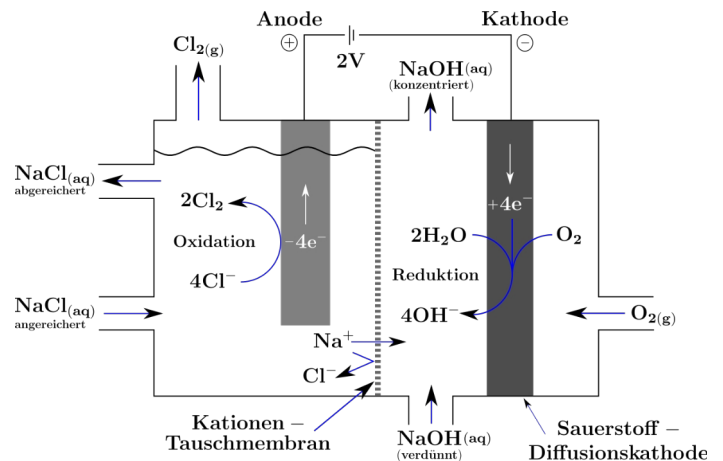 Anode
Kathode
+
−
2V
Cl₂(g)
NaOH(aq)
(konzentriert)
NaCl(aq)
abgereichert
2Cl₂
Oxidation
−4e⁻
4Cl⁻
+4e⁻
2H₂O
O₂
Reduktion
4OH⁻
NaCl(aq)
angereichert
O₂(g)
Na⁺
Cl⁻
Kationen –
Tauschmembran
NaOH(aq)
(verdünnt)
Sauerstoff –
Diffusionskathode